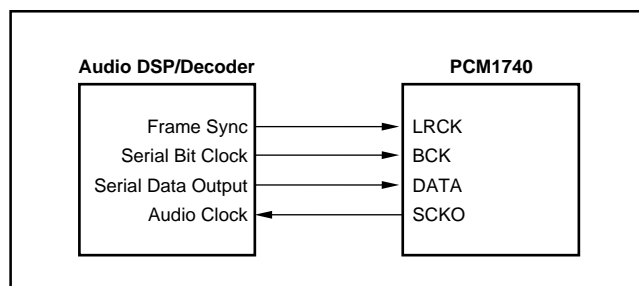 Audio DSP/Decoder
PCM1740
Frame Sync
LRCK
Serial Bit Clock
BCK
Serial Data Output
DATA
Audio Clock
SCKO